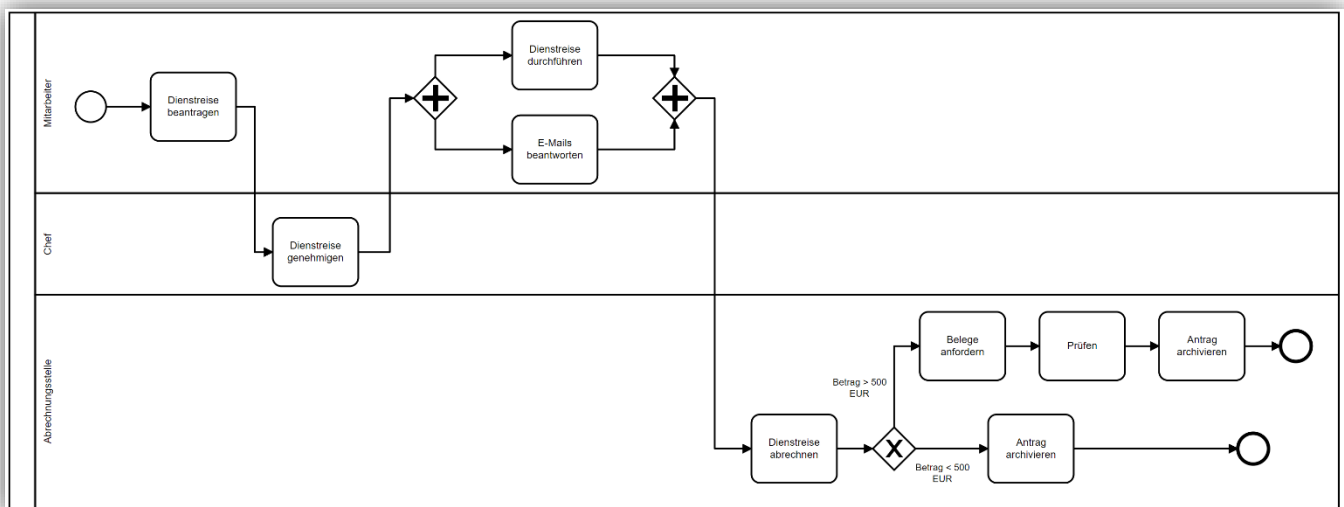 Mitarbeiter
Dienstreise
beantragen
Dienstreise
durchführen
E-Mails
beantworten
Chef
Dienstreise
genehmigen
Abrechnungsstelle
Dienstreise
abrechnen
Betrag > 500
EUR
Belege
anfordern
Prüfen
Antrag
archivieren
Betrag < 500
EUR
Antrag
archivieren